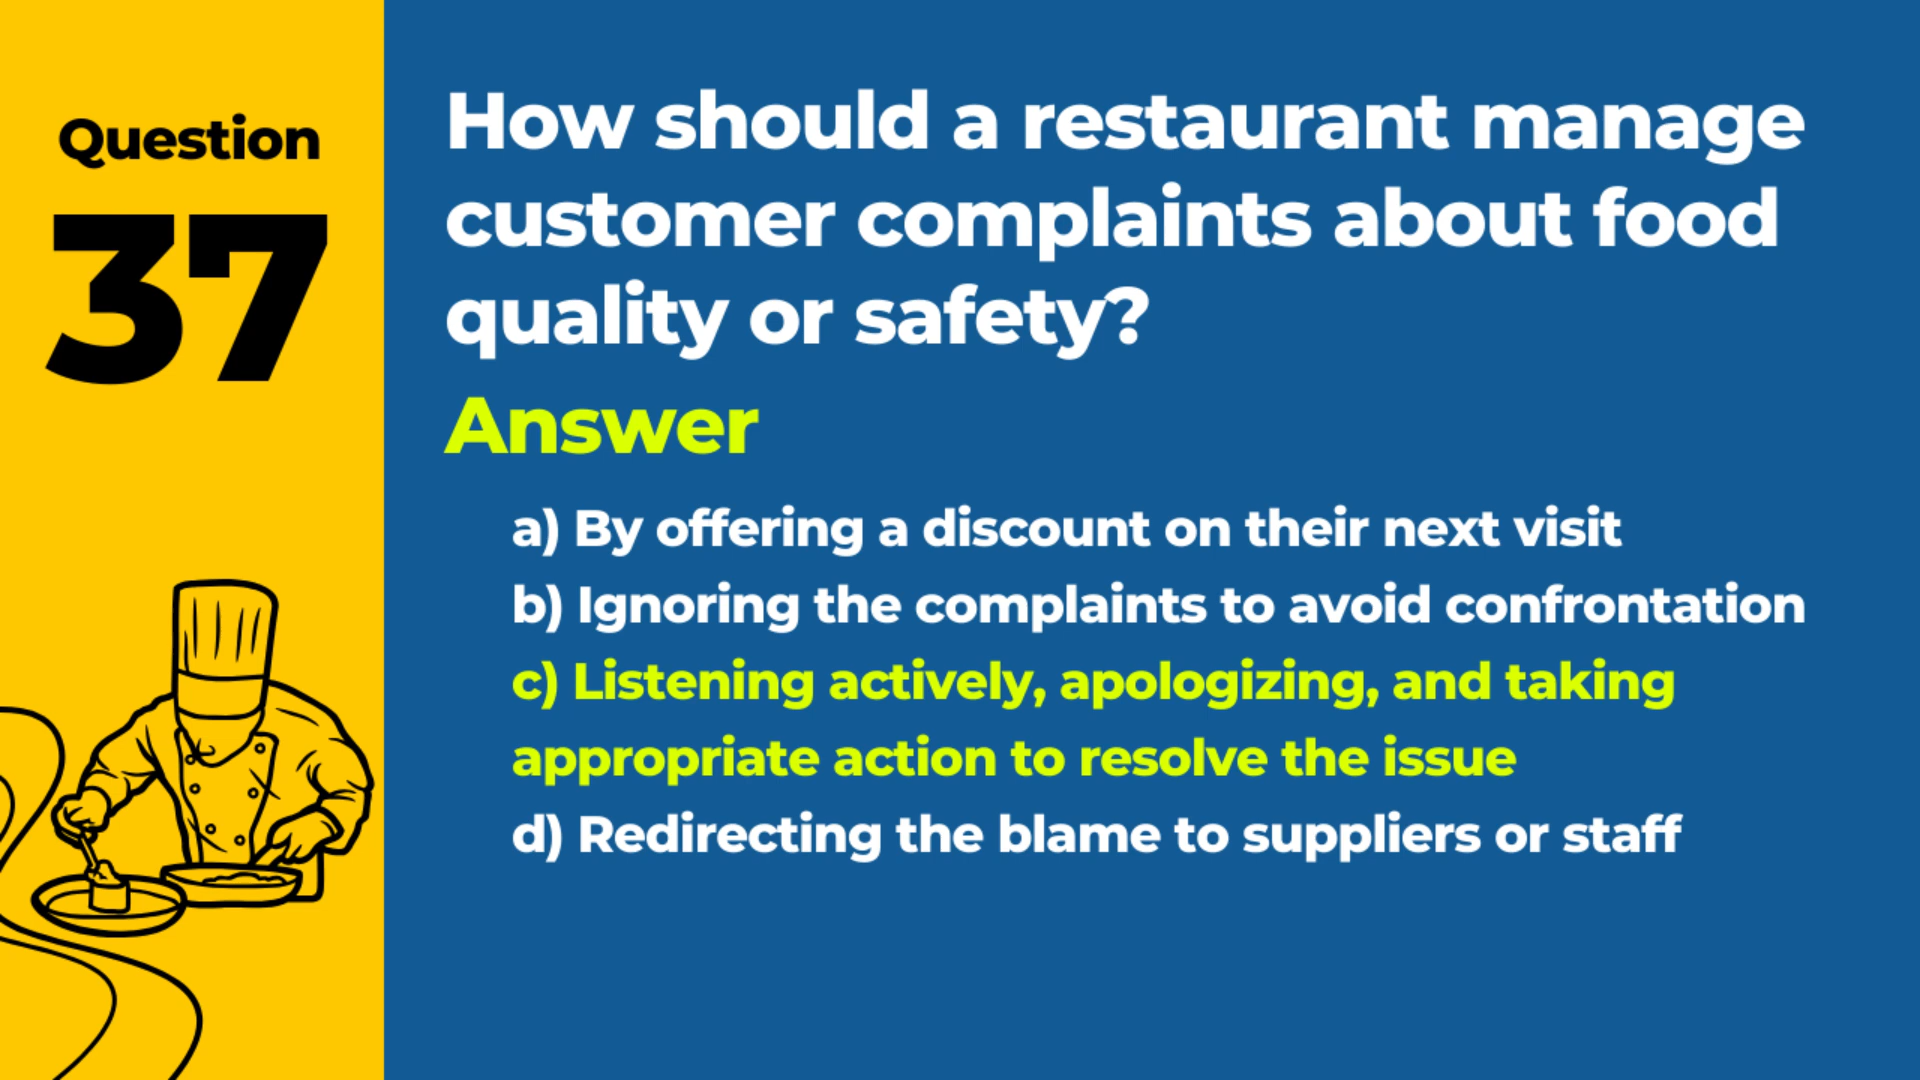 Question
37
How should a restaurant manage
customer complaints about food
quality or safety?
Answer
a) By offering a discount on their next visit
b) Ignoring the complaints to avoid confrontation
c) Listening actively, apologizing, and taking
appropriate action to resolve the issue
d) Redirecting the blame to suppliers or staff